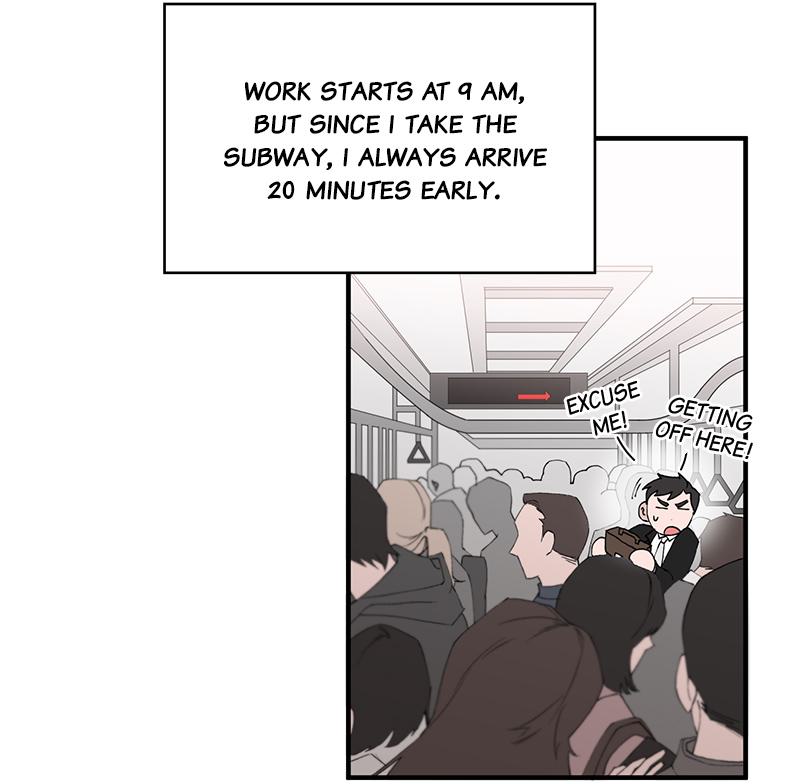 WORK STARTS AT 9 AM,
BUT SINCE I TAKE THE
SUBWAY, I ALWAYS ARRIVE
20 MINUTES EARLY.
EXCUSE
ME!
GETTING
OFF HERE!